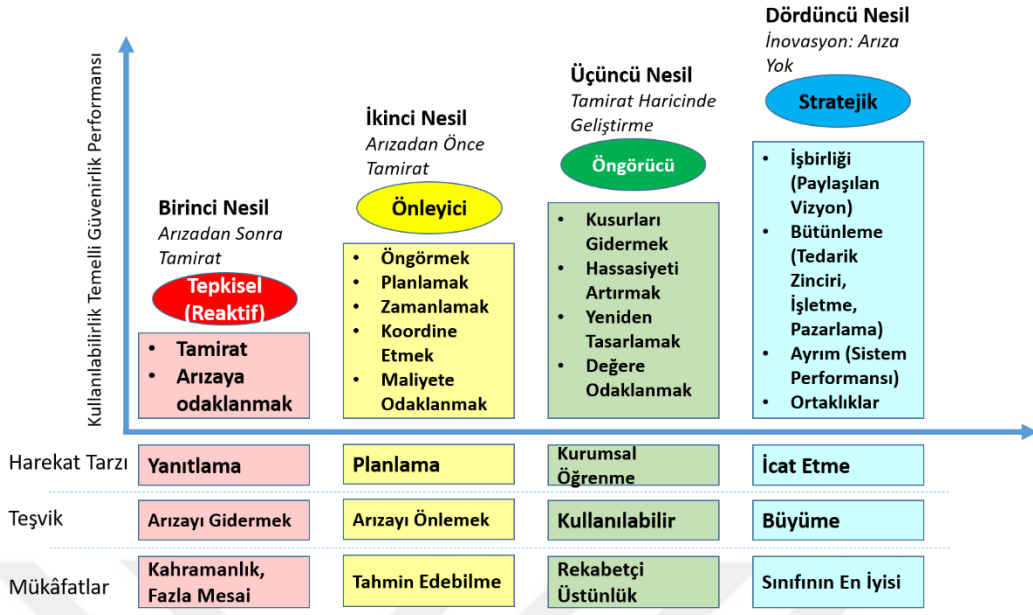 Kullanılabilirlik Temelli Güvenirlik Performansı
Birinci Nesil
Arızadan Sonra
Tamirat
Tepkisel
(Reaktif)
• Tamirat
• Arızaya
odaklanmak
İkinci Nesil
Arızadan Önce
Tamirat
Önleyici
• Öngörmek
• Planlamak
• Zamanlamak
• Koordine
Etmek
• Maliyete
Odaklanmak
Üçüncü Nesil
Tamirat Haricinde
Geliştirme
Öngörücü
• Kusurları
Gidermek
• Hassasiyeti
Artırmak
• Yeniden
Tasarlamak
• Değere
Odaklanmak
Dördüncü Nesil
İnovasyon: Arıza
Yok
Stratejik
• İşbirliği
(Paylaşılan
Vizyon)
• Bütünleme
(Tedarik
Zinciri,
İşletme,
Pazarlama)
• Ayrım (Sistem
Performansı)
• Ortaklıklar
Harekat Tarzı
Yanıtlama
Planlama
Kurumsal
Öğrenme
İcat Etme
Teşvik
Arızayı Gidermek
Arızayı Önlemek
Kullanılabilir
Büyüme
Mükâfatlar
Kahramanlık,
Fazla Mesai
Tahmin Edebilme
Rekabetçi
Üstünlük
Sınıfının En İyisi